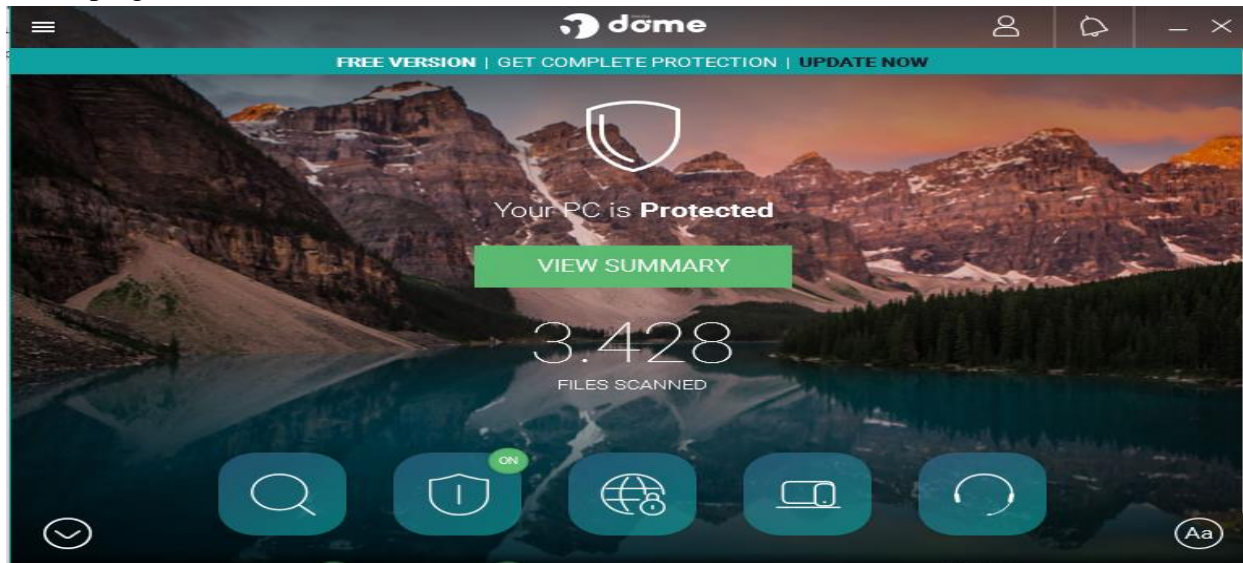 dome
FREE VERSION | GET COMPLETE PROTECTION | UPDATE NOW
Your PC is Protected
VIEW SUMMARY
3.428
FILES SCANNED
ON
Aa